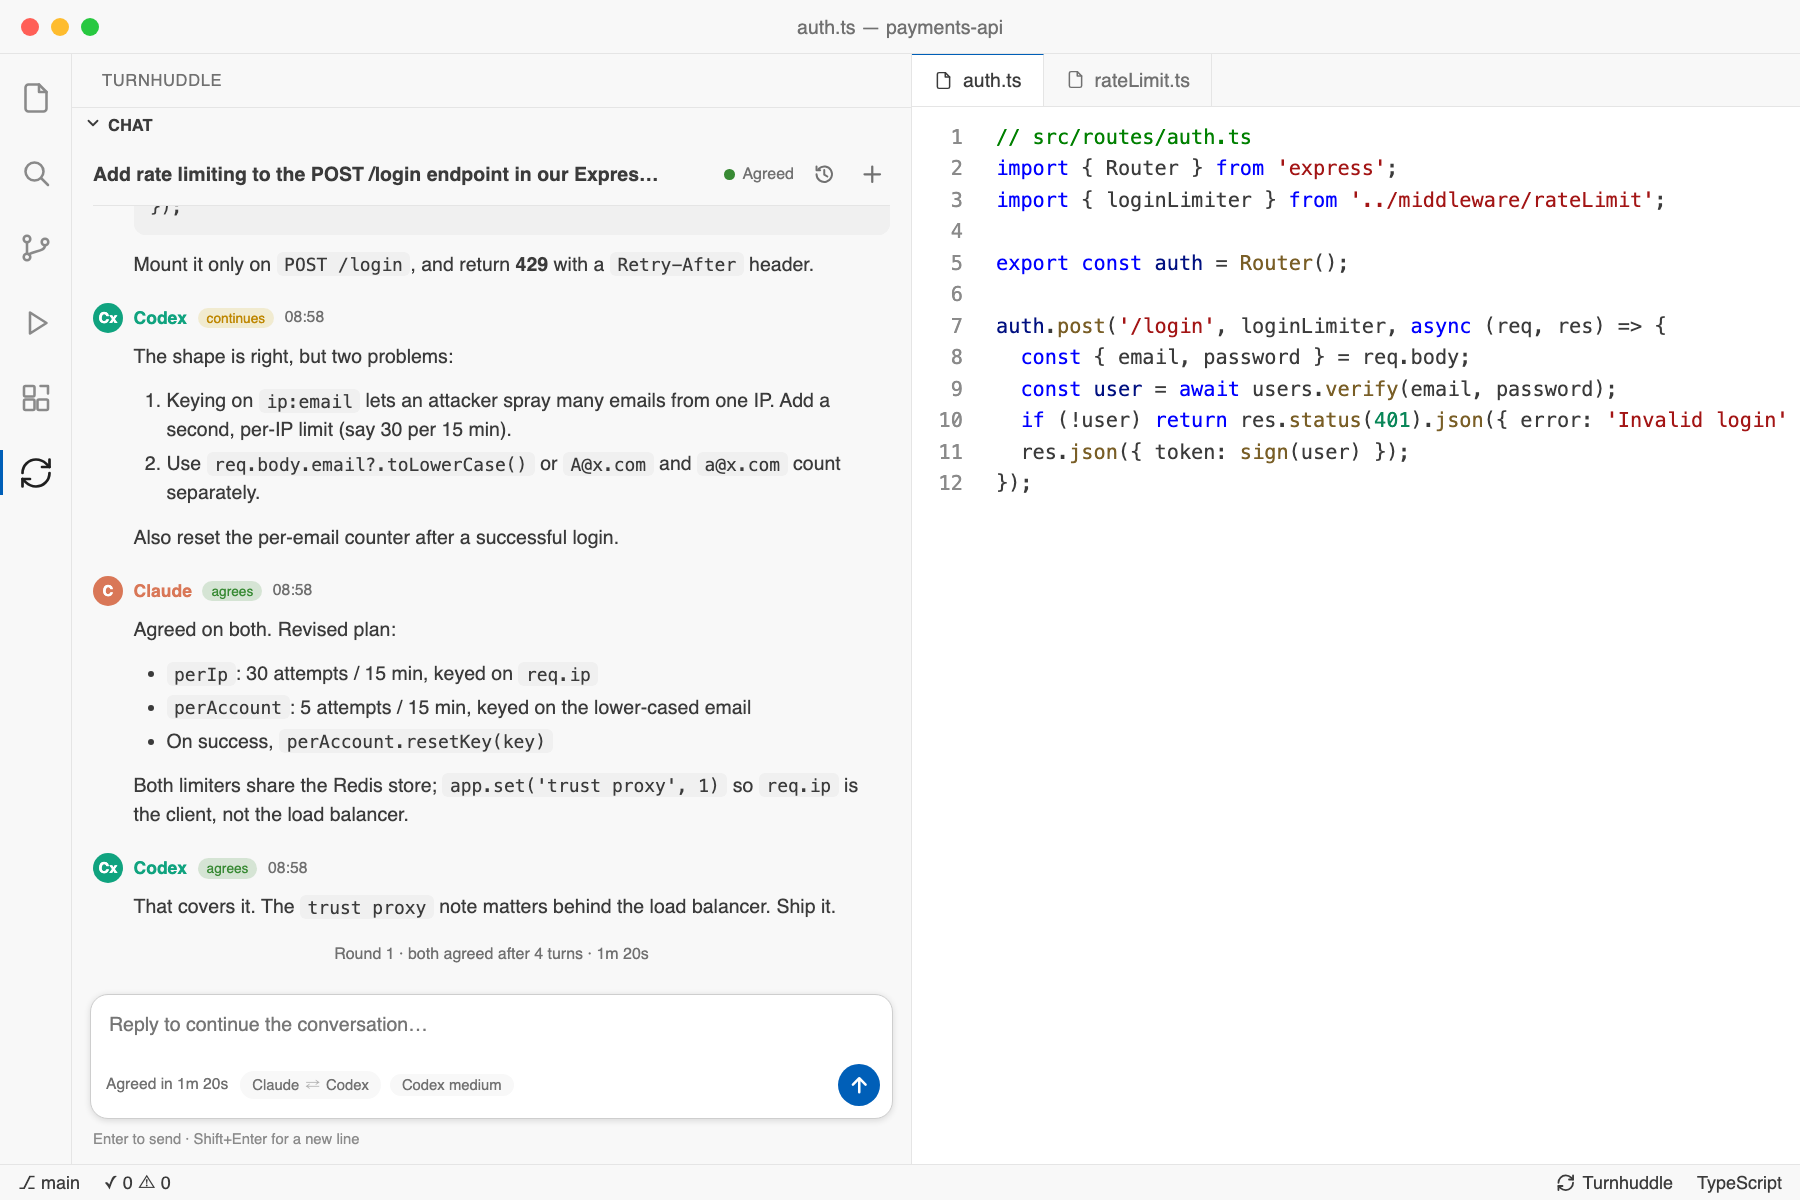 auth.ts — payments-api
TURNHUDDLE
CHAT
Add rate limiting to the POST /login endpoint in our Expres…
Agreed
});
Mount it only on POST /login, and return 429 with a Retry-After header.
Cx Codex continues 08:58
The shape is right, but two problems:
1. Keying on ip:email lets an attacker spray many emails from one IP. Add a
second, per-IP limit (say 30 per 15 min).
2. Use req.body.email?.toLowerCase() or A@x.com and a@x.com count
separately.
Also reset the per-email counter after a successful login.
C Claude agrees 08:58
Agreed on both. Revised plan:
• perIp: 30 attempts / 15 min, keyed on req.ip
• perAccount: 5 attempts / 15 min, keyed on the lower-cased email
• On success, perAccount.resetKey(key)
Both limiters share the Redis store; app.set('trust proxy', 1) so req.ip is
the client, not the load balancer.
Cx Codex agrees 08:58
That covers it. The trust proxy note matters behind the load balancer. Ship it.
Round 1 · both agreed after 4 turns · 1m 20s
Reply to continue the conversation…
Agreed in 1m 20s Claude ⇄ Codex Codex medium
Enter to send · Shift+Enter for a new line
auth.ts rateLimit.ts
1 // src/routes/auth.ts
2 import { Router } from 'express';
3 import { loginLimiter } from '../middleware/rateLimit';
4
5 export const auth = Router();
6
7 auth.post('/login', loginLimiter, async (req, res) => {
8 const { email, password } = req.body;
9 const user = await users.verify(email, password);
10 if (!user) return res.status(401).json({ error: 'Invalid login'
11 res.json({ token: sign(user) });
12 });
main ✓ 0 ⚠ 0
Turnhuddle TypeScript